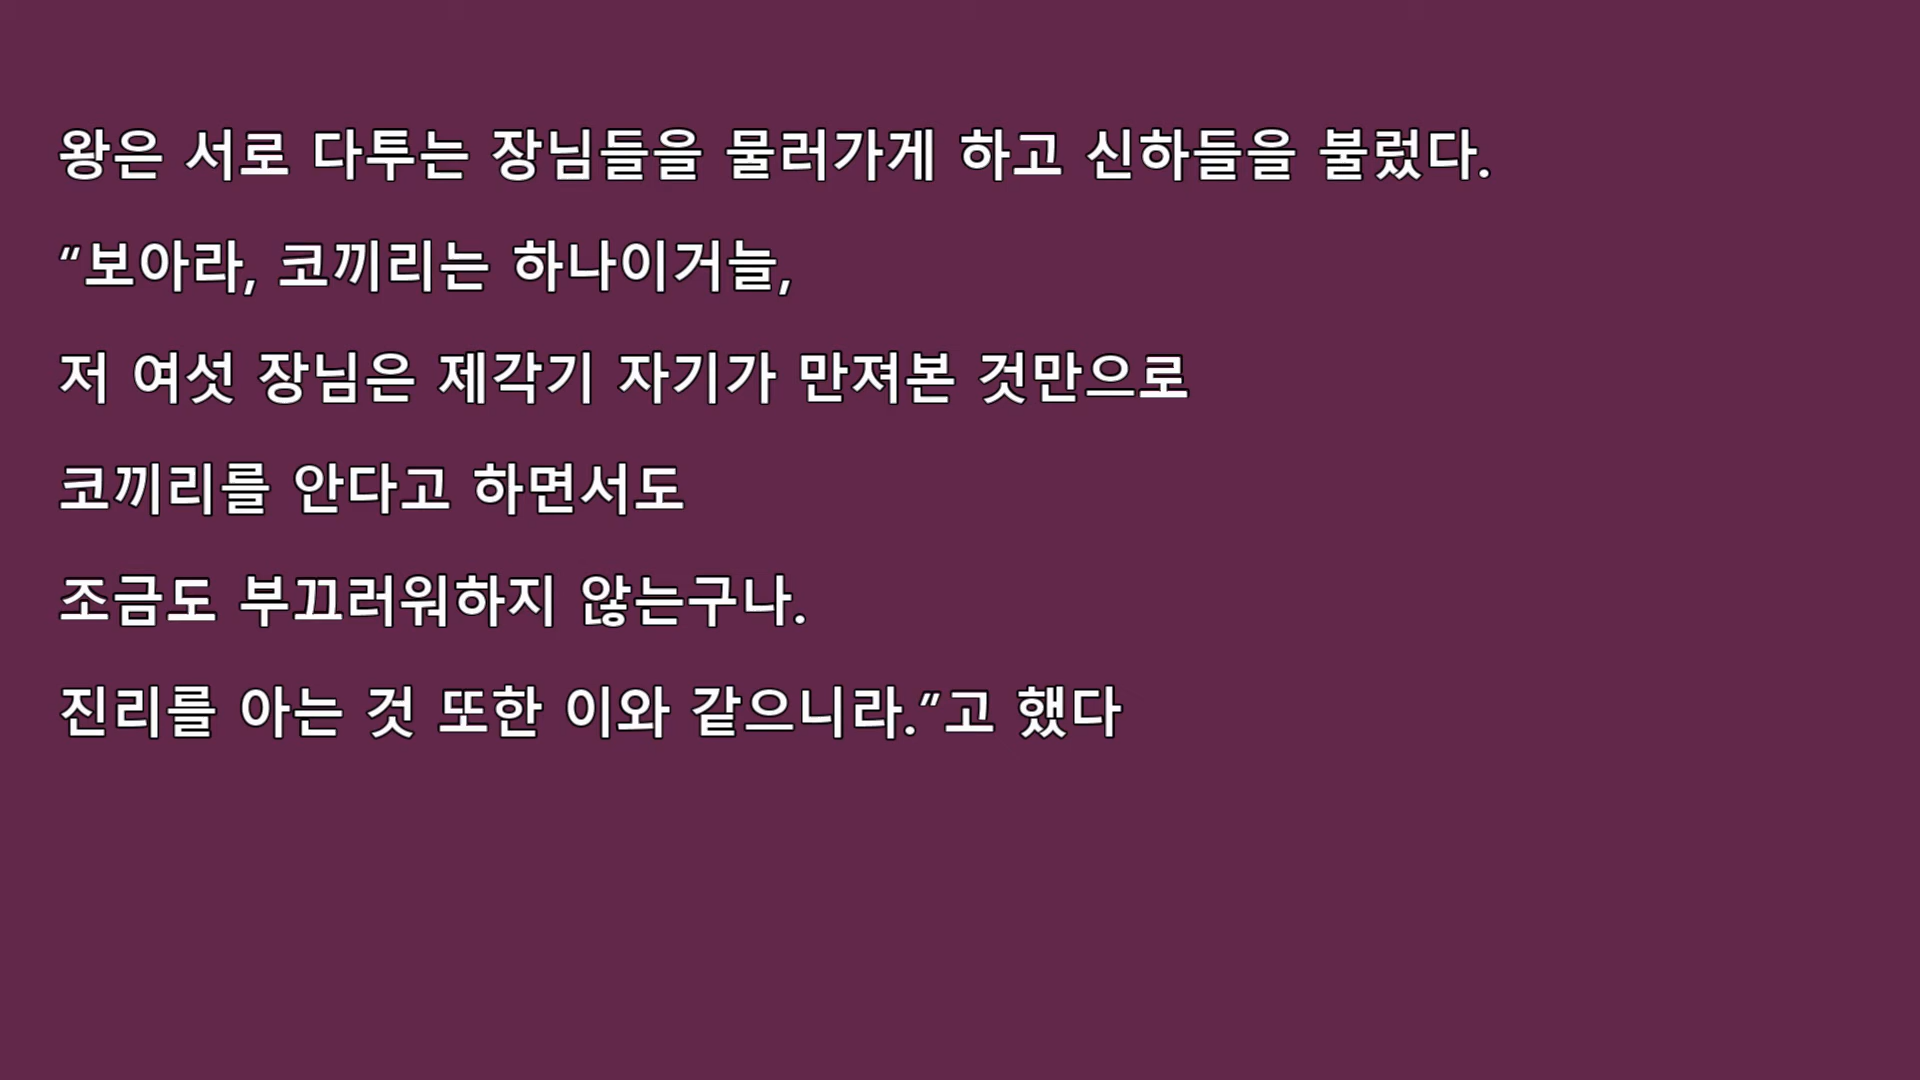 왕은 서로 다투는 장님들을 물러가게 하고 신하들을 불렀다.
“보아라, 코끼리는 하나이거늘,
저 여섯 장님은 제각기 자기가 만져본 것만으로
코끼리를 안다고 하면서도
조금도 부끄러워하지 않는구나.
진리를 아는 것 또한 이와 같으니라.”고 했다